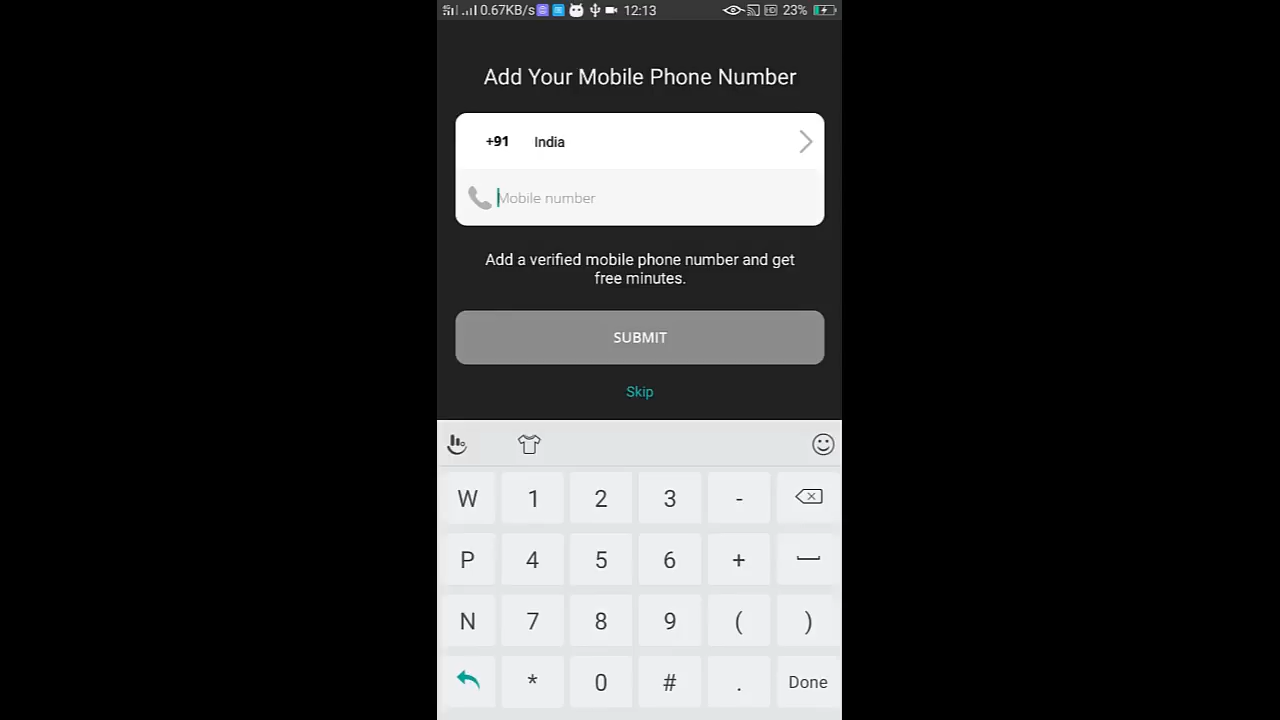 0.67KB/s 12:13 HD 23%
Add Your Mobile Phone Number
+91 India
Mobile number
Add a verified mobile phone number and get
free minutes.
SUBMIT
Skip
W 1 2 3 -
P 4 5 6 +
N 7 8 9 ( )
* 0 # . Done